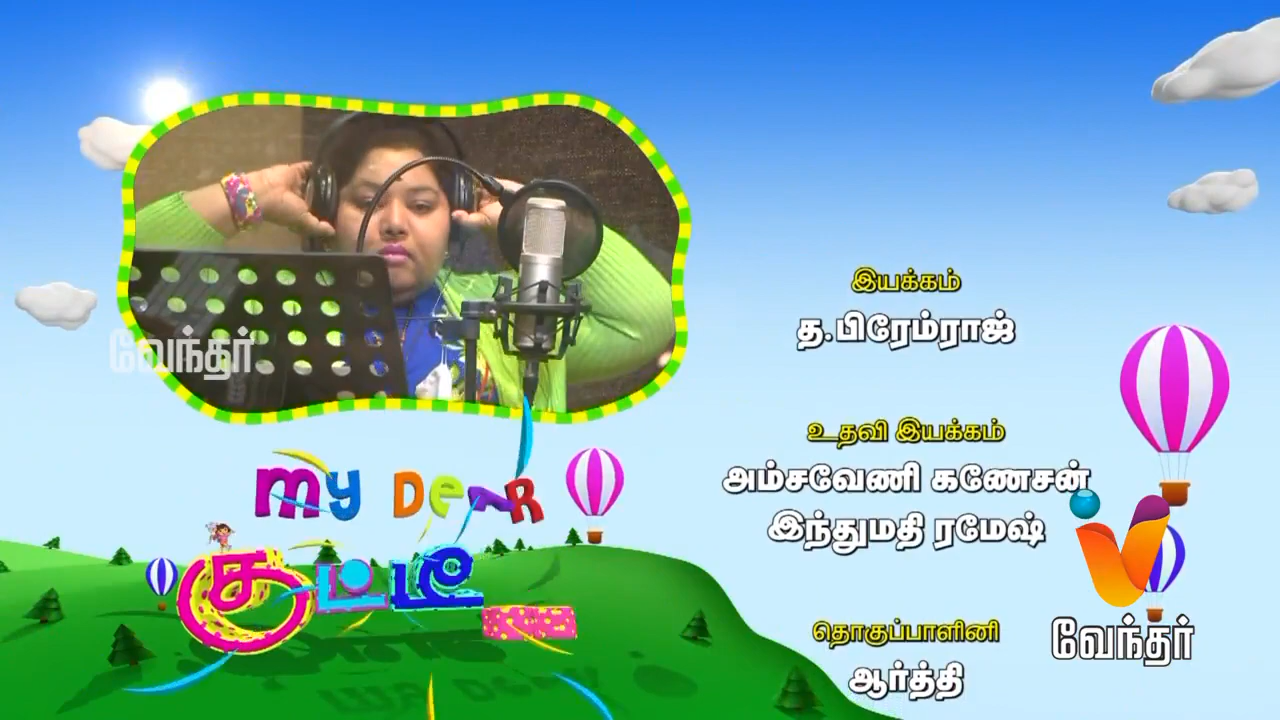 வேந்தர்
my Dear
குட்டீ
இயக்கம்
த.பிரேம்ராஜ்
உதவி இயக்கம்
அம்சவேணி கணேசன்
இந்துமதி ரமேஷ்
தொகுப்பாளினி
ஆர்த்தி
வேந்தர்